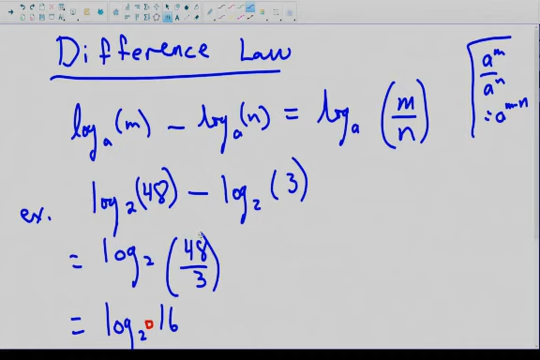 Difference Law
log_a(m) - log_a(n) = log_a(m/n)
a^m/a^n
= a^(m-n)
ex. log_2(48) - log_2(3)
= log_2(48/3)
= log_2 16